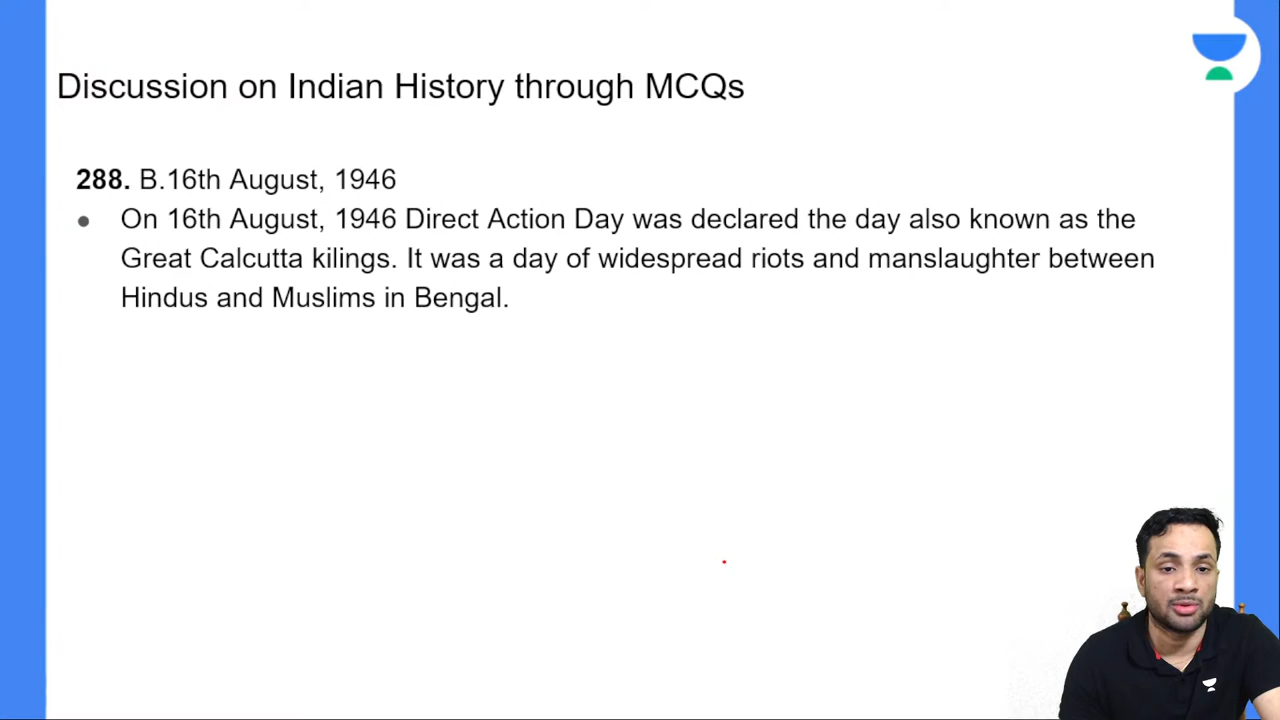 Discussion on Indian History through MCQs
288. B.16th August, 1946
● On 16th August, 1946 Direct Action Day was declared the day also known as the
Great Calcutta kilings. It was a day of widespread riots and manslaughter between
Hindus and Muslims in Bengal.